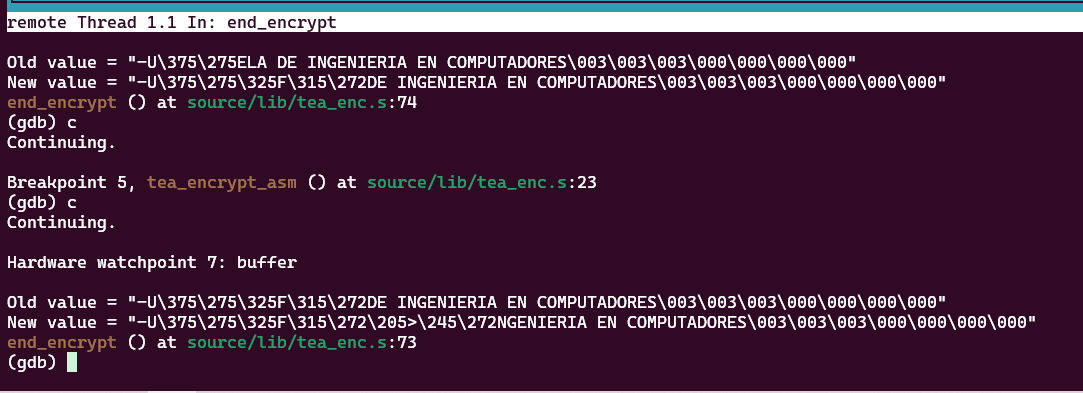 remote Thread 1.1 In: end_encrypt
Old value = "-U\375\275ELA DE INGENIERIA EN COMPUTADORES\003\003\003\000\000\000\000"
New value = "-U\375\275\325F\315\272DE INGENIERIA EN COMPUTADORES\003\003\003\000\000\000\000"
end_encrypt () at source/lib/tea_enc.s:74
(gdb) c
Continuing.
Breakpoint 5, tea_encrypt_asm () at source/lib/tea_enc.s:23
(gdb) c
Continuing.
Hardware watchpoint 7: buffer
Old value = "-U\375\275\325F\315\272DE INGENIERIA EN COMPUTADORES\003\003\003\000\000\000\000"
New value = "-U\375\275\325F\315\272\205>\245\272NGENIERIA EN COMPUTADORES\003\003\003\000\000\000\000"
end_encrypt () at source/lib/tea_enc.s:73
(gdb)